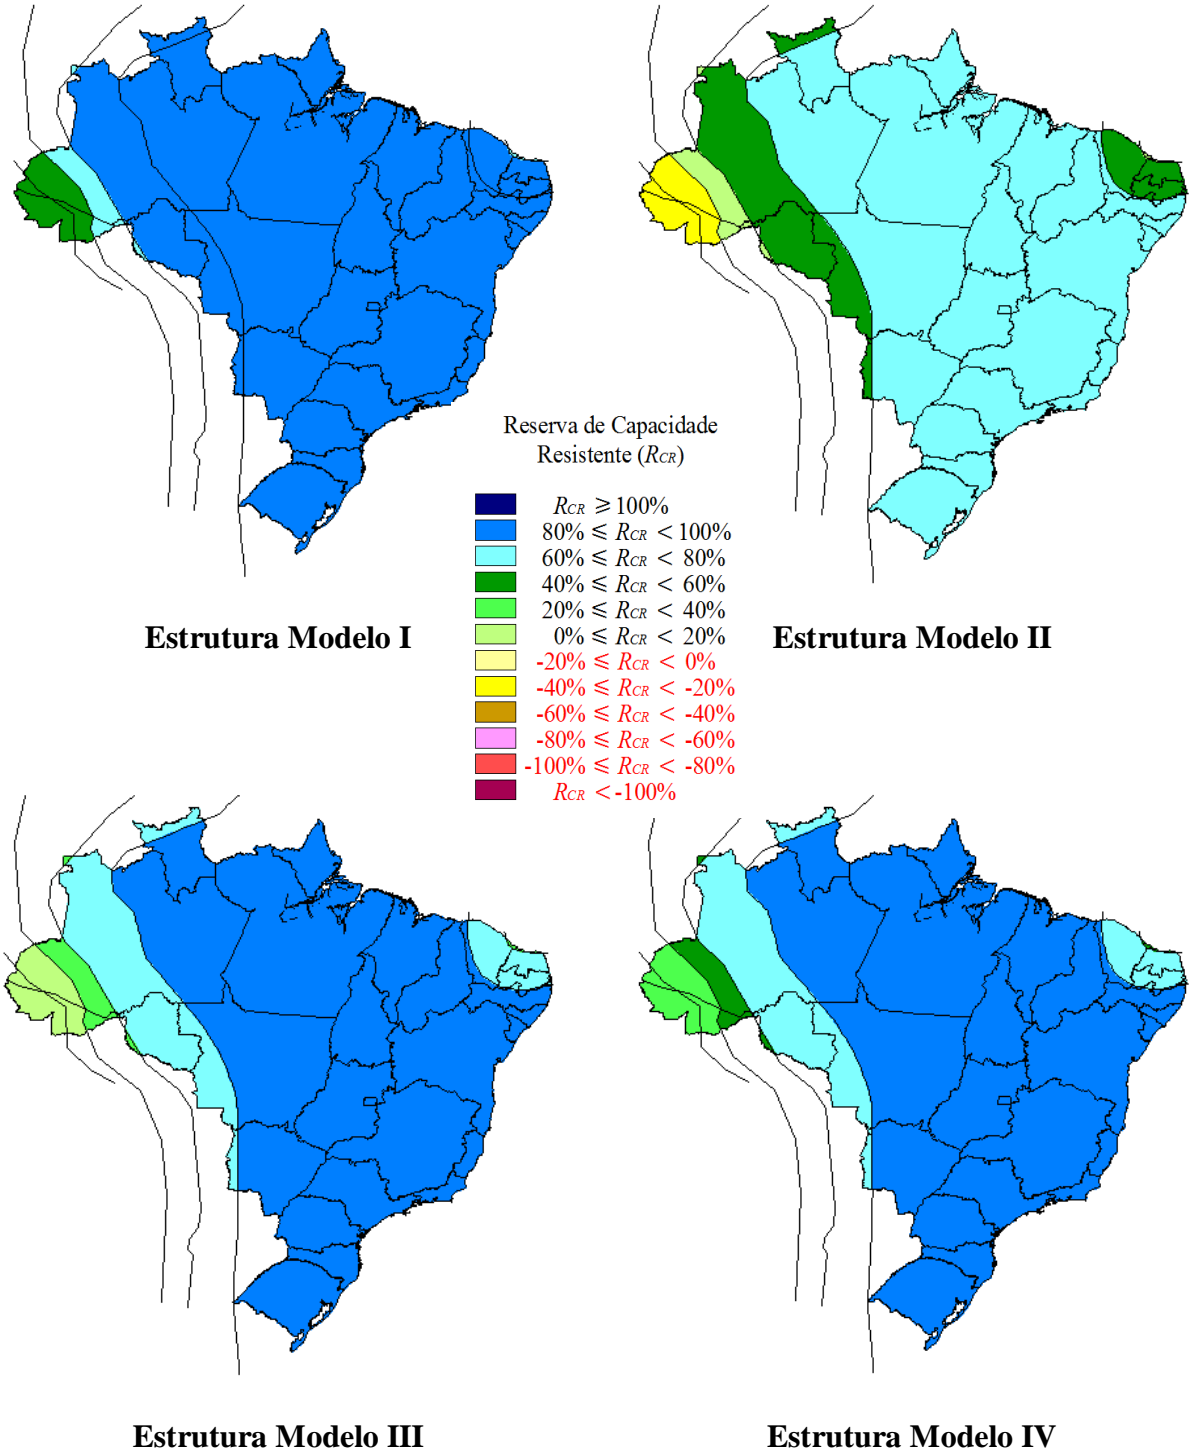 Reserva de Capacidade
Resistente (RCR)
RCR ⩾ 100%
80% ⩽ RCR < 100%
60% ⩽ RCR < 80%
40% ⩽ RCR < 60%
20% ⩽ RCR < 40%
0% ⩽ RCR < 20%
-20% ⩽ RCR < 0%
-40% ⩽ RCR < -20%
-60% ⩽ RCR < -40%
-80% ⩽ RCR < -60%
-100% ⩽ RCR < -80%
RCR < -100%
Estrutura Modelo I
Estrutura Modelo II
Estrutura Modelo III
Estrutura Modelo IV